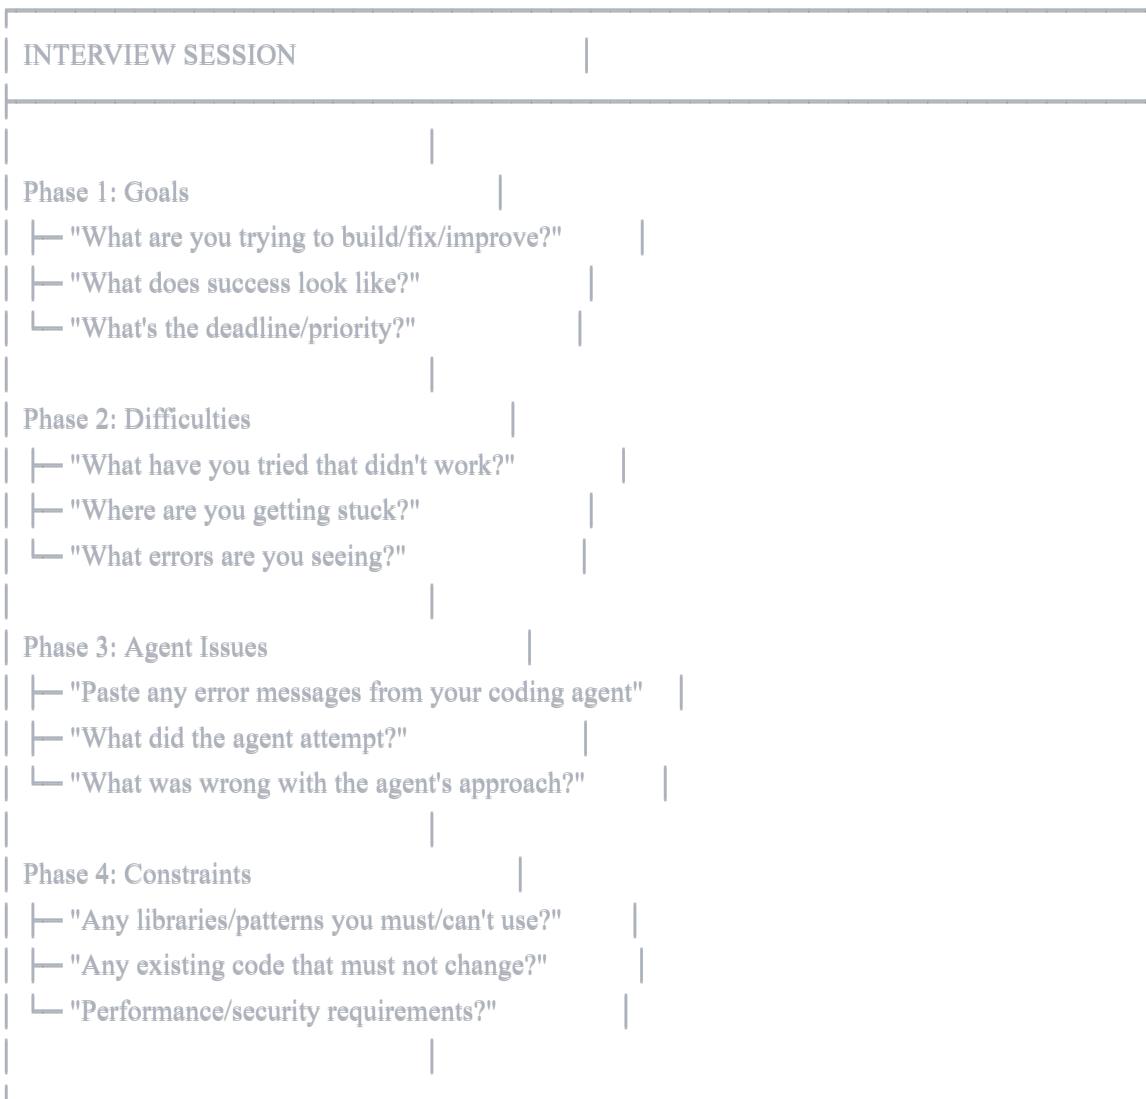 INTERVIEW SESSION
Phase 1: Goals
├─ "What are you trying to build/fix/improve?"
├─ "What does success look like?"
└─ "What's the deadline/priority?"
Phase 2: Difficulties
├─ "What have you tried that didn't work?"
├─ "Where are you getting stuck?"
└─ "What errors are you seeing?"
Phase 3: Agent Issues
├─ "Paste any error messages from your coding agent"
├─ "What did the agent attempt?"
└─ "What was wrong with the agent's approach?"
Phase 4: Constraints
├─ "Any libraries/patterns you must/can't use?"
├─ "Any existing code that must not change?"
└─ "Performance/security requirements?"